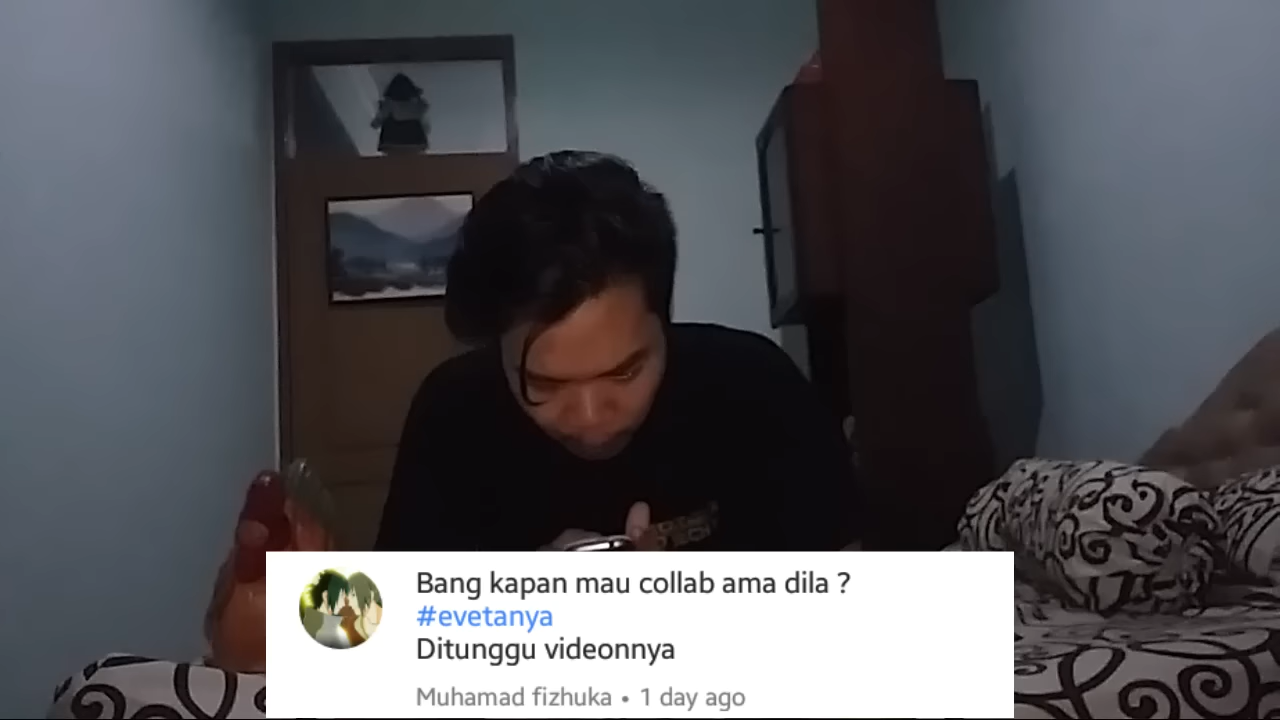 Bang kapan mau collab ama dila ?
#evetanya
Ditunggu videonnya
Muhamad fizhuka • 1 day ago